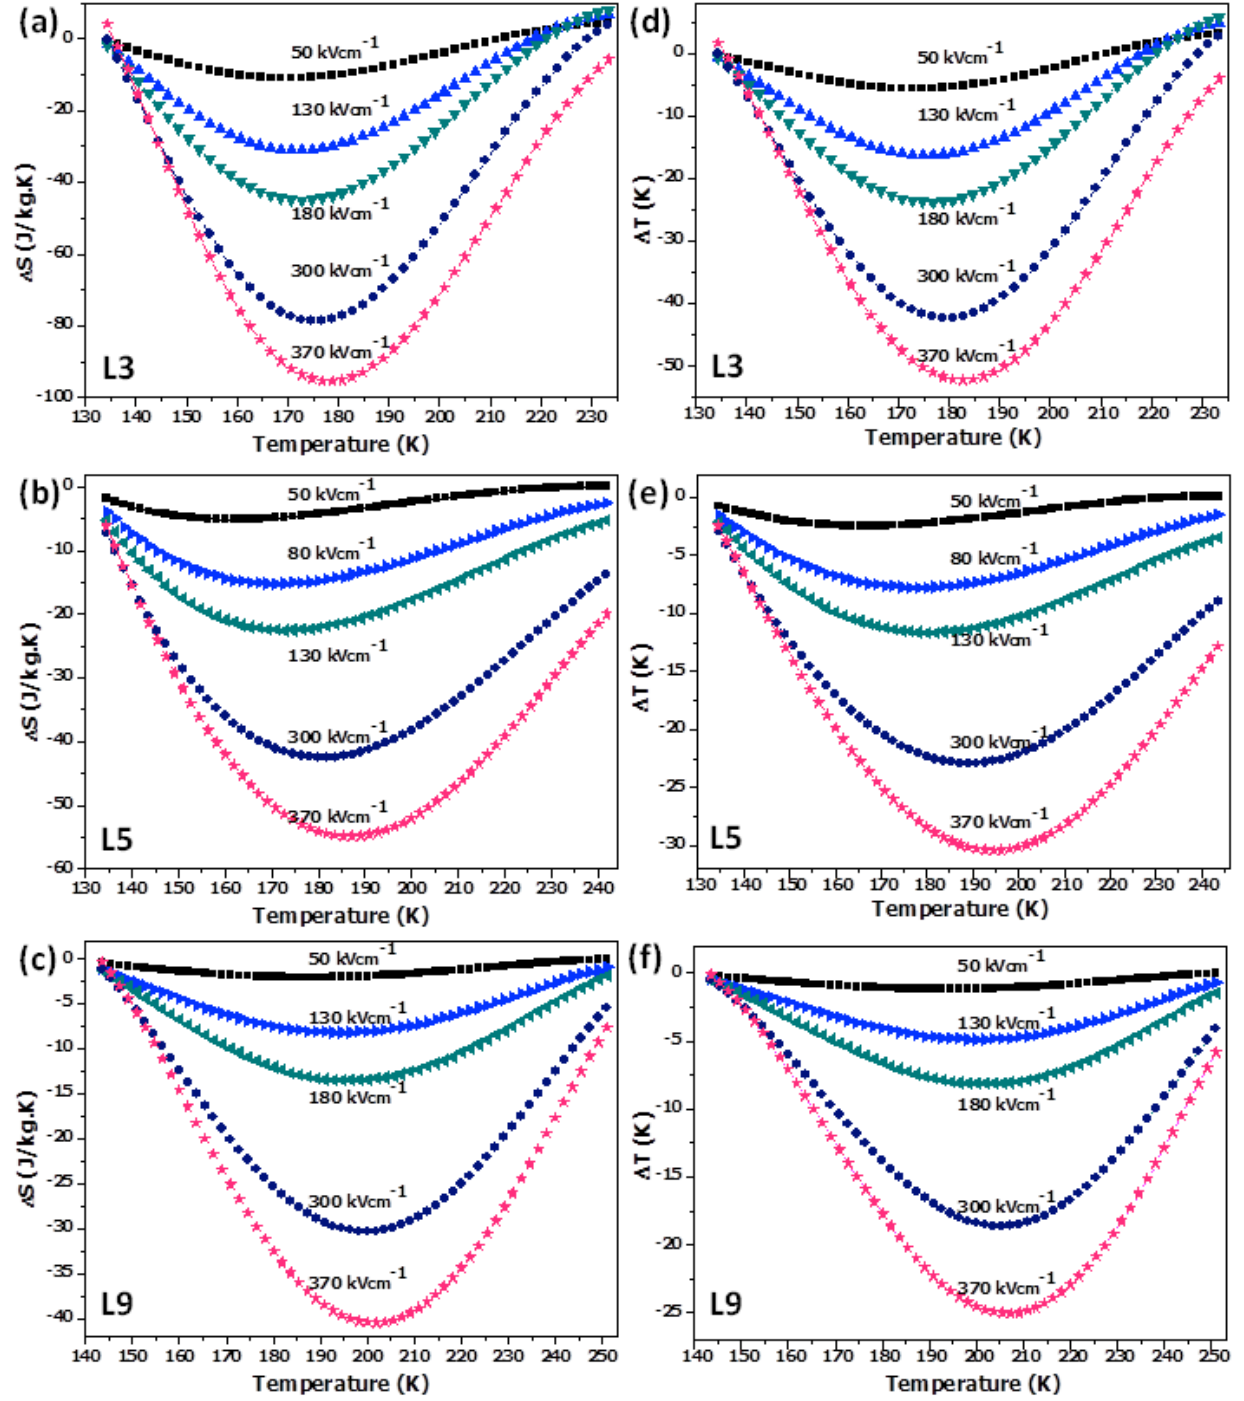 (a)
0
-20
-40
-60
-80
-100
ΔS (J/kg.K)
50 kVcm-1
130 kVcm-1
180 kVcm-1
300 kVcm-1
370 kVcm-1
L3
130 140 150 160 170 180 190 200 210 220 230
Temperature (K)
(d)
0
-10
-20
-30
-40
-50
ΔT (K)
50 kVcm-1
130 kVcm-1
180 kVcm-1
300 kVcm-1
370 kVcm-1
L3
130 140 150 160 170 180 190 200 210 220 230
Temperature (K)
(b)
0
-10
-20
-30
-40
-50
-60
ΔS (J/kg.K)
50 kVcm-1
80 kVcm-1
130 kVcm-1
300 kVcm-1
370 kVcm-1
L5
130 140 150 160 170 180 190 200 210 220 230 240
Temperature (K)
(e)
0
-5
-10
-15
-20
-25
-30
ΔT (K)
50 kVcm-1
80 kVcm-1
130 kVcm-1
300 kVcm-1
370 kVcm-1
L5
130 140 150 160 170 180 190 200 210 220 230 240
Temperature (K)
(c)
0
-5
-10
-15
-20
-25
-30
-35
-40
ΔS (J/kg.K)
50 kVcm-1
130 kVcm-1
180 kVcm-1
300 kVcm-1
370 kVcm-1
L9
140 150 160 170 180 190 200 210 220 230 240 250
Temperature (K)
(f)
0
-5
-10
-15
-20
-25
ΔT (K)
50 kVcm-1
130 kVcm-1
180 kVcm-1
300 kVcm-1
370 kVcm-1
L9
140 150 160 170 180 190 200 210 220 230 240 250
Temperature (K)